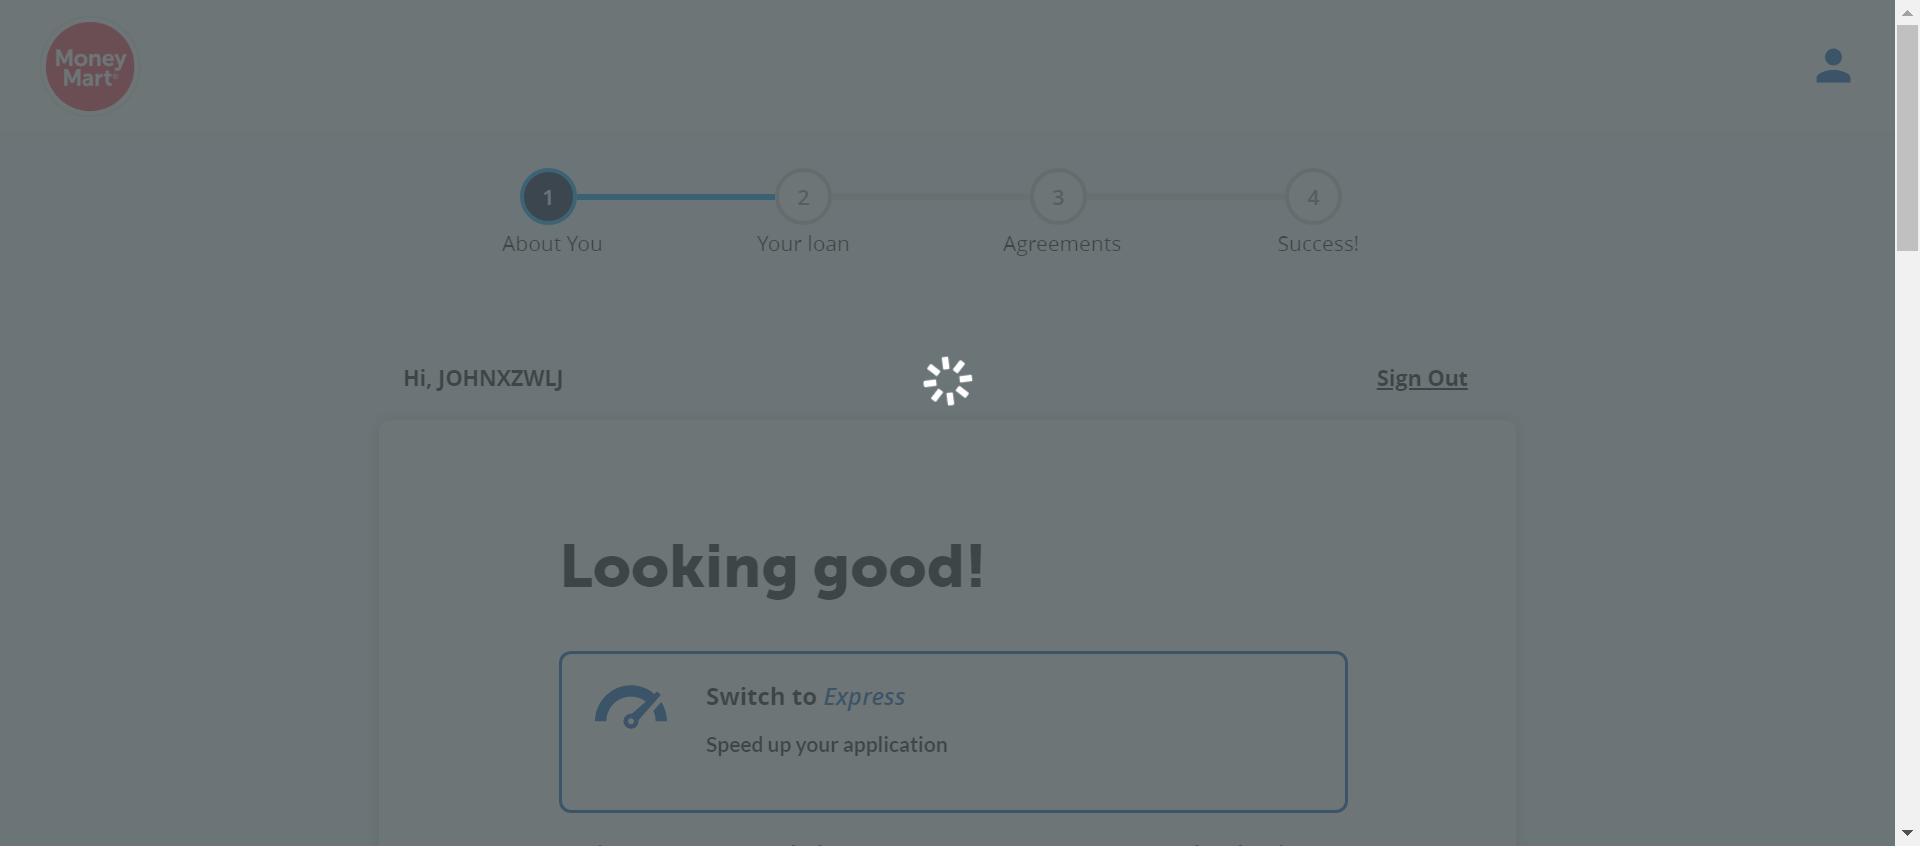 Money
Mart®
1
2
3
4
About You
Your loan
Agreements
Success!
Hi, JOHNXZWLJ
Sign Out
Looking good!
Switch to Express
Speed up your application